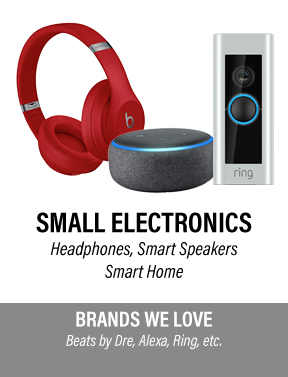 b
ring
SMALL ELECTRONICS
Headphones, Smart Speakers
Smart Home
BRANDS WE LOVE
Beats by Dre, Alexa, Ring, etc.